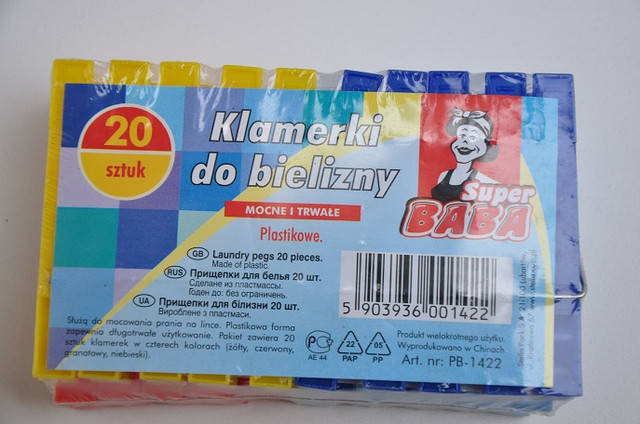 20
sztuk
Klamerki
do bielizny
MOCNE I TRWAŁE
Plastikowe.
Super
BABA
GB Laundry pegs 20 pieces.
Made of plastic.
RUS Прищепки для белья 20 шт.
Сделане из пластмассы.
Годен до: без ограничень.
UA Прищепки для білизни 20 шт.
Вироблене з пластмаси.
Służą do mocowania prania na lince. Plastikowa forma
zapewnia długotrwałe użytkowanie. Pakiet zawiera 20
sztuk klamerek w czterech kolorach (żółty, czerwony,
granatowy, niebieski).
5 903936 001422
PC
AE 44
22
PAP
05
PP
Produkt wielokrotnego użytku.
Wyprodukowano w Chinach
Art. nr: PB-1422